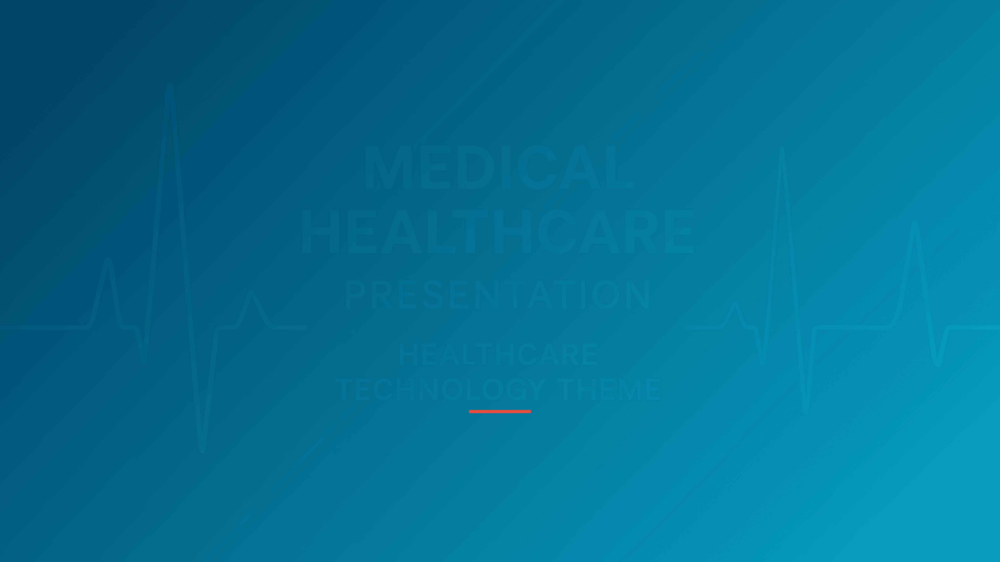 MEDICAL
HEALTHCARE
PRESENTATION
HEALTHCARE
TECHNOLOGY THEME